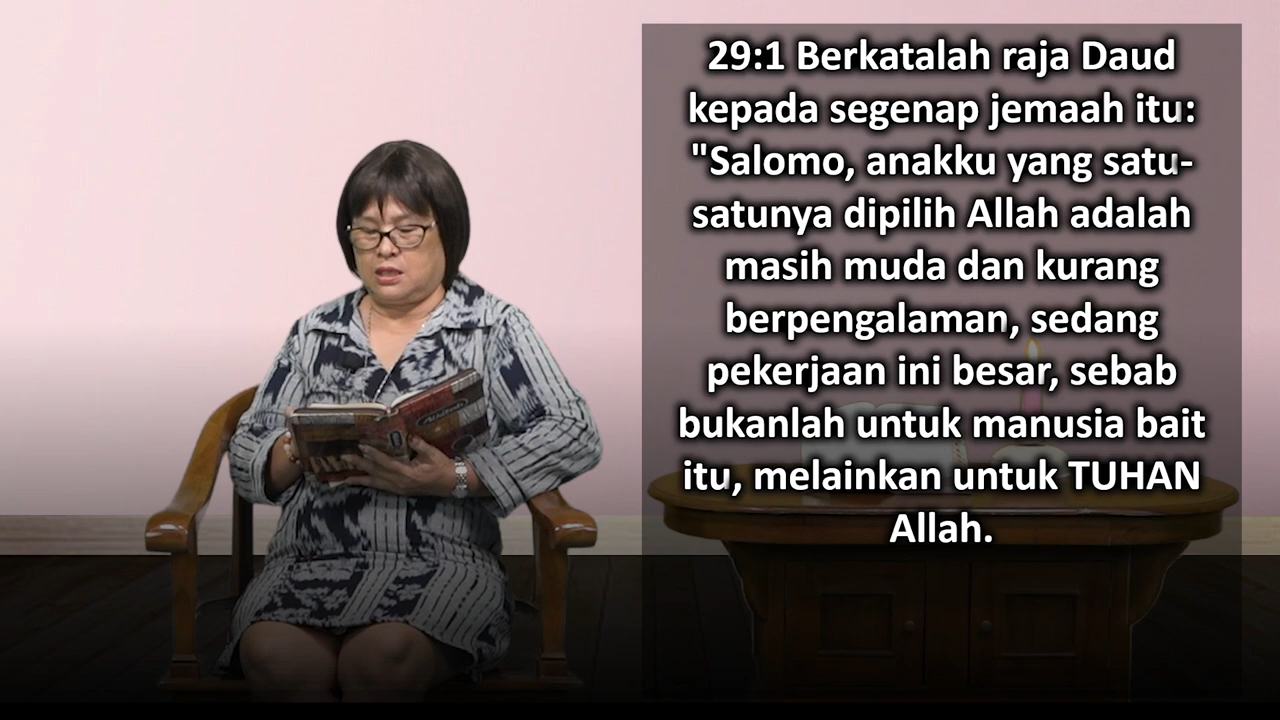 29:1 Berkatalah raja Daud
kepada segenap jemaah itu:
"Salomo, anakku yang satu-
satunya dipilih Allah adalah
masih muda dan kurang
berpengalaman, sedang
pekerjaan ini besar, sebab
bukanlah untuk manusia bait
itu, melainkan untuk TUHAN
Allah.